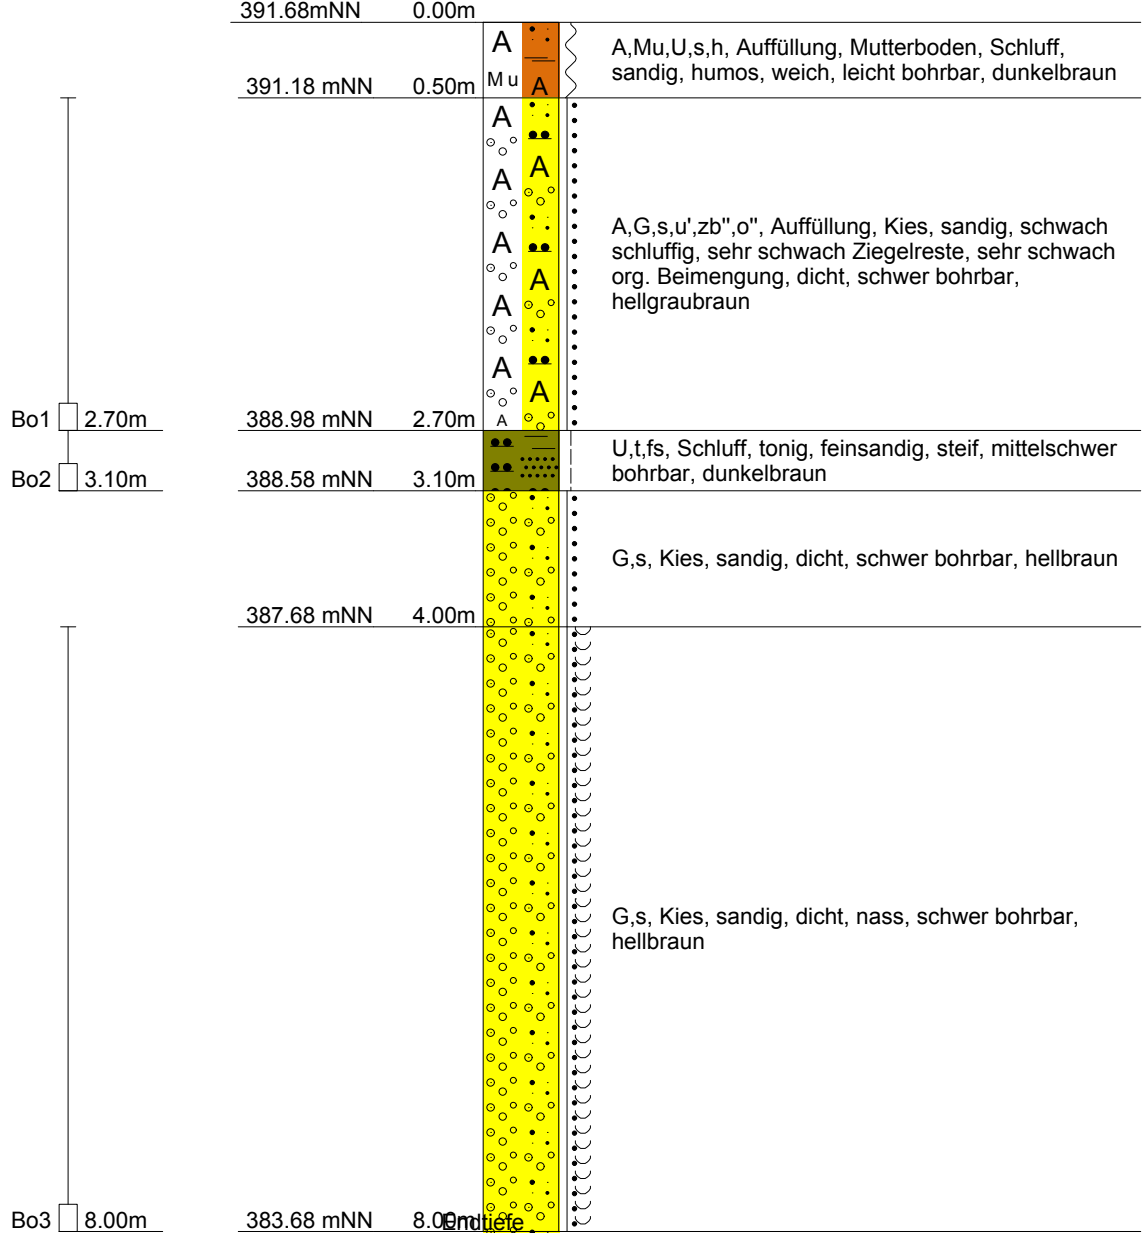 391.68mNN 0.00m
A
Mu
A
A,Mu,U,s,h, Auffüllung, Mutterboden, Schluff,
sandig, humos, weich, leicht bohrbar, dunkelbraun
391.18 mNN 0.50m
A
A
A
A
A
A
A
A
A
A,G,s,u',zb'',o'', Auffüllung, Kies, sandig, schwach
schluffig, sehr schwach Ziegelreste, sehr schwach
org. Beimengung, dicht, schwer bohrbar,
hellgraubraun
Bo1 2.70m 388.98 mNN 2.70m
U,t,fs, Schluff, tonig, feinsandig, steif, mittelschwer
bohrbar, dunkelbraun
Bo2 3.10m 388.58 mNN 3.10m
G,s, Kies, sandig, dicht, schwer bohrbar, hellbraun
387.68 mNN 4.00m
G,s, Kies, sandig, dicht, nass, schwer bohrbar,
hellbraun
Bo3 8.00m 383.68 mNN 8.00m
Endtiefe